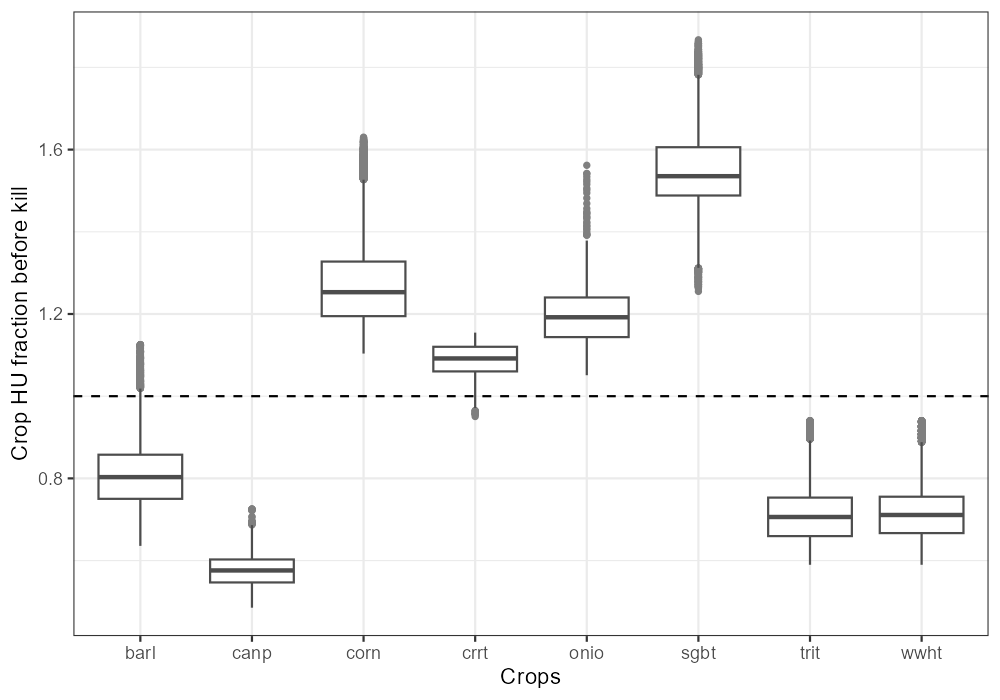 Crop HU fraction before kill
1.6
1.2
0.8
barl canp corn crrt onio sgbt trit wwht
Crops